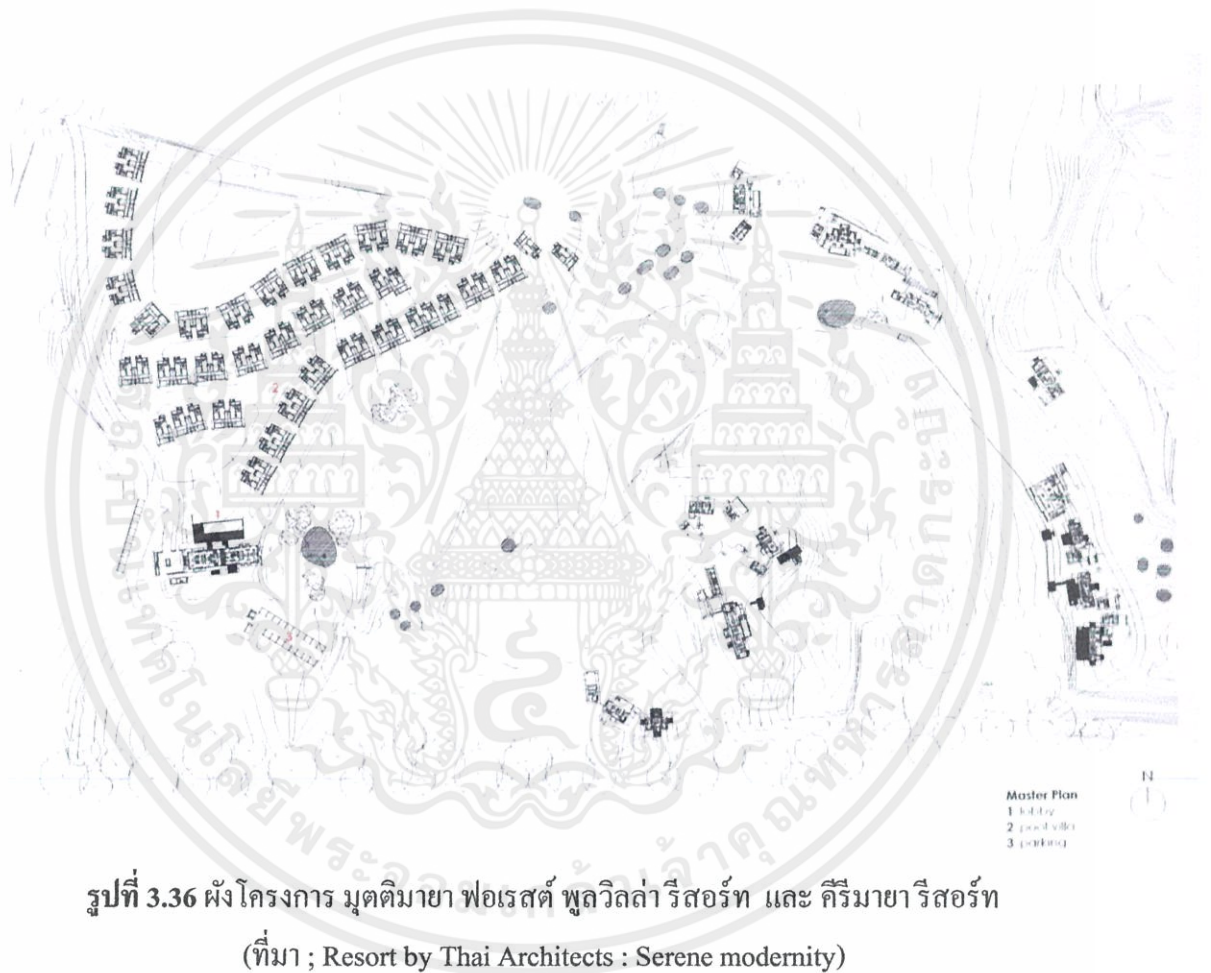 2
1
3
N
Master Plan
1 lobby
2 pool villa
3 parking
รูปที่ 3.36 ผังโครงการ มุตติมายา ฟอเรสต์ พูลวิลล่า รีสอร์ท และ คีรีมายา รีสอร์ท
(ที่มา ; Resort by Thai Architects : Serene modernity)